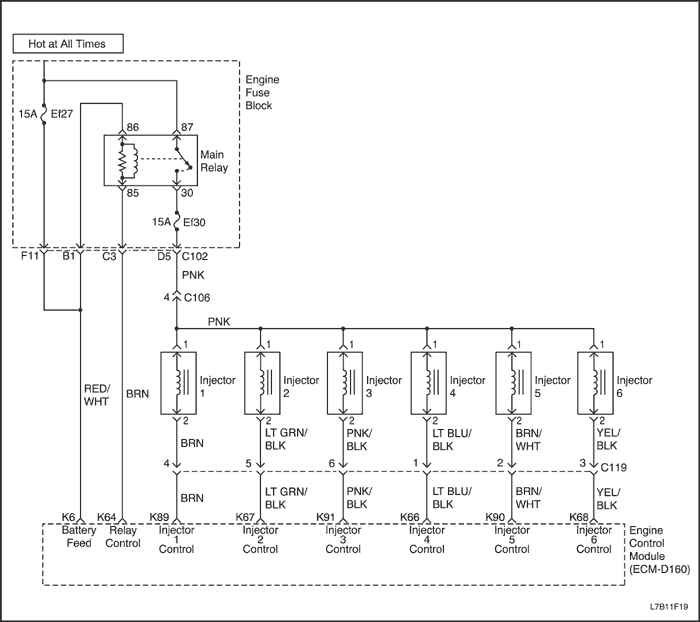 Hot at All Times
Engine
Fuse
Block
15A Ef27
86 87
Main
Relay
85 30
15A Ef30
F11 B1 C3 D5 C102
PNK
4 C106
PNK
1 1 1 1 1 1
Injector
1
Injector
2
Injector
3
Injector
4
Injector
5
Injector
6
RED/
WHT
BRN
2 2 2 2 2 2
BRN
LT GRN/
BLK
PNK/
BLK
LT BLU/
BLK
BRN/
WHT
YEL/
BLK
4 5 6 1 2 3 C119
BRN
LT GRN/
BLK
PNK/
BLK
LT BLU/
BLK
BRN/
WHT
YEL/
BLK
K6 K64 K89 K67 K91 K66 K90 K68
Battery
Feed
Relay
Control
Injector
1
Control
Injector
2
Control
Injector
3
Control
Injector
4
Control
Injector
5
Control
Injector
6
Control
Engine
Control
Module
(ECM-D160)
L7B11F19